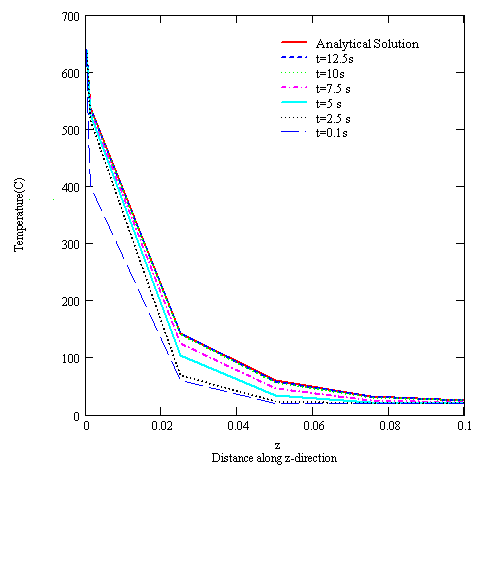 700
600
500
400
300
200
100
0
Temperature(C)
Analytical Solution
t=12.5s
t=10s
t=7.5 s
t=5 s
t=2.5 s
t=0.1s
0 0.02 0.04 0.06 0.08 0.1
z
Distance along z-direction